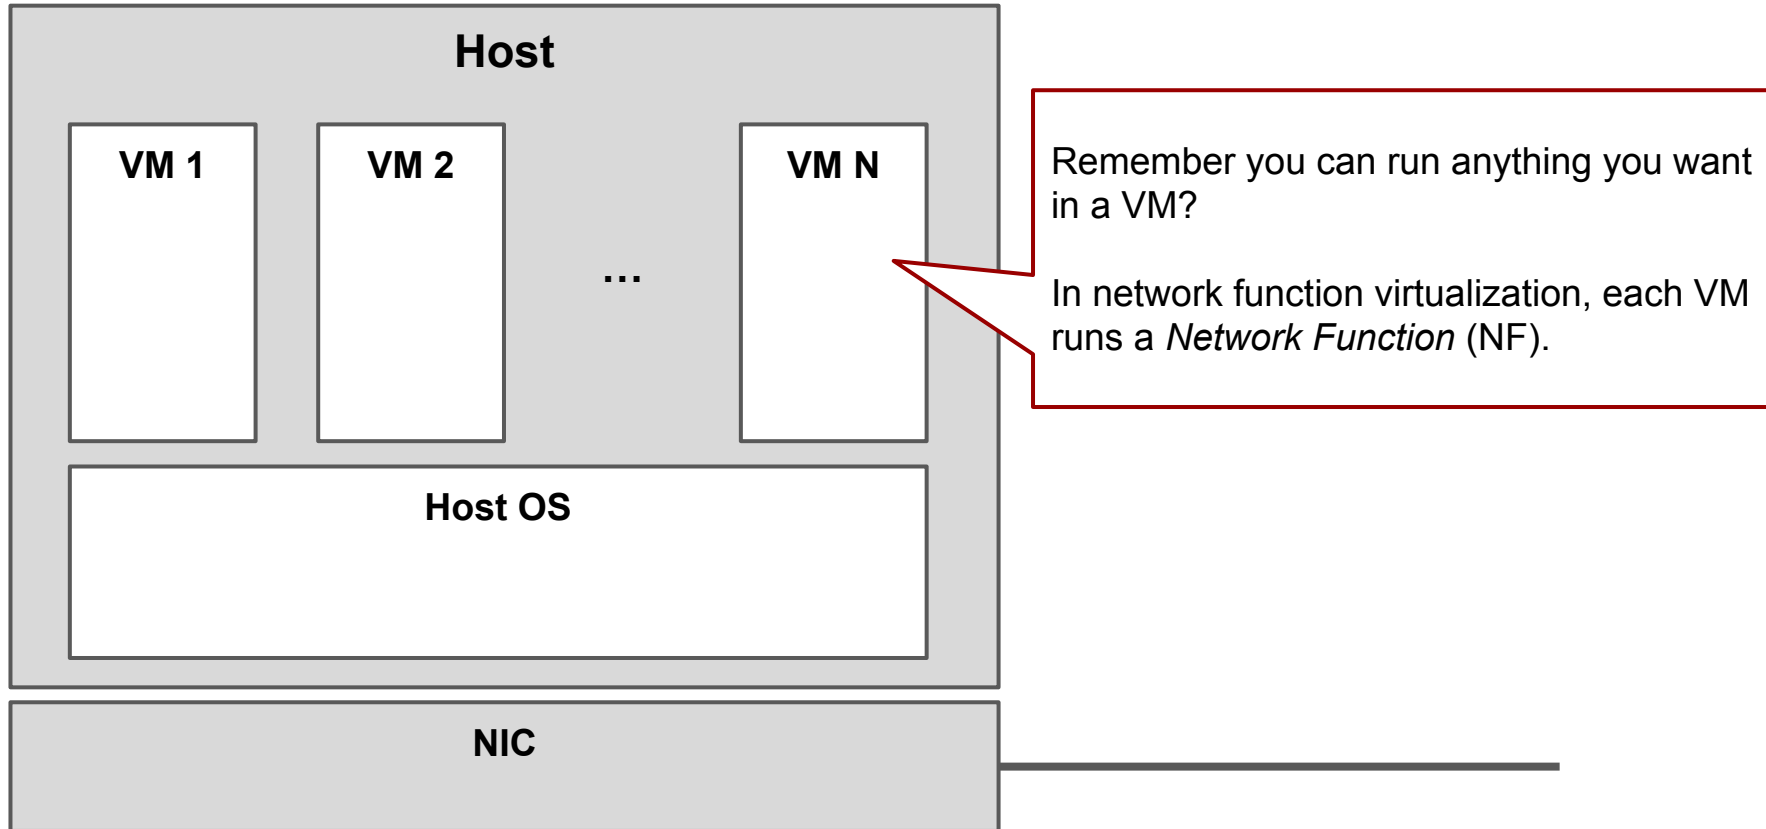 Host
VM 1
VM 2
...
VM N
Remember you can run anything you want
in a VM?
In network function virtualization, each VM
runs a Network Function (NF).
Host OS
NIC